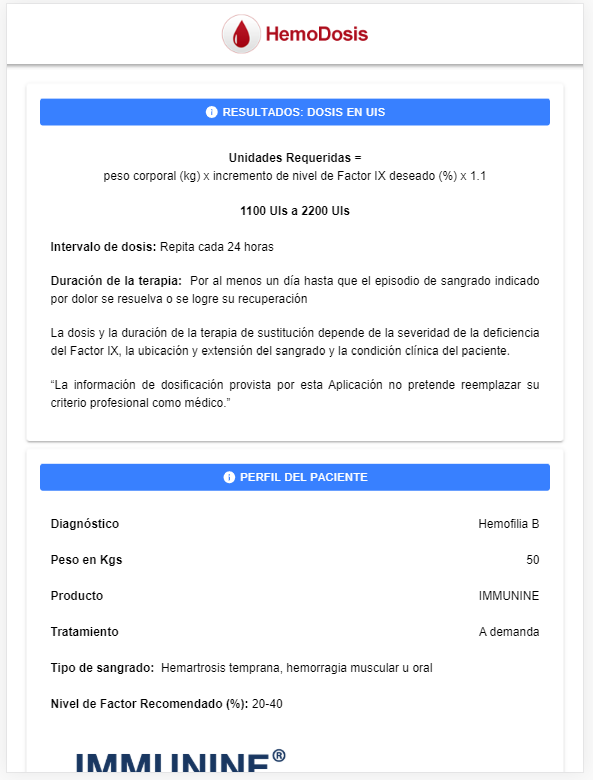 HemoDosis
RESULTADOS: DOSIS EN UIS
Unidades Requeridas =
peso corporal (kg) x incremento de nivel de Factor IX deseado (%) x 1.1
1100 UIs a 2200 UIs
Intervalo de dosis: Repita cada 24 horas
Duración de la terapia: Por al menos un día hasta que el episodio de sangrado indicado
por dolor se resuelva o se logre su recuperación
La dosis y la duración de la terapia de sustitución depende de la severidad de la deficiencia
del Factor IX, la ubicación y extensión del sangrado y la condición clínica del paciente.
“La información de dosificación provista por esta Aplicación no pretende reemplazar su
criterio profesional como médico.”
PERFIL DEL PACIENTE
Diagnóstico Hemofilia B
Peso en Kgs 50
Producto IMMUNINE
Tratamiento A demanda
Tipo de sangrado: Hemartrosis temprana, hemorragia muscular u oral
Nivel de Factor Recomendado (%): 20-40
IMMUNINE®